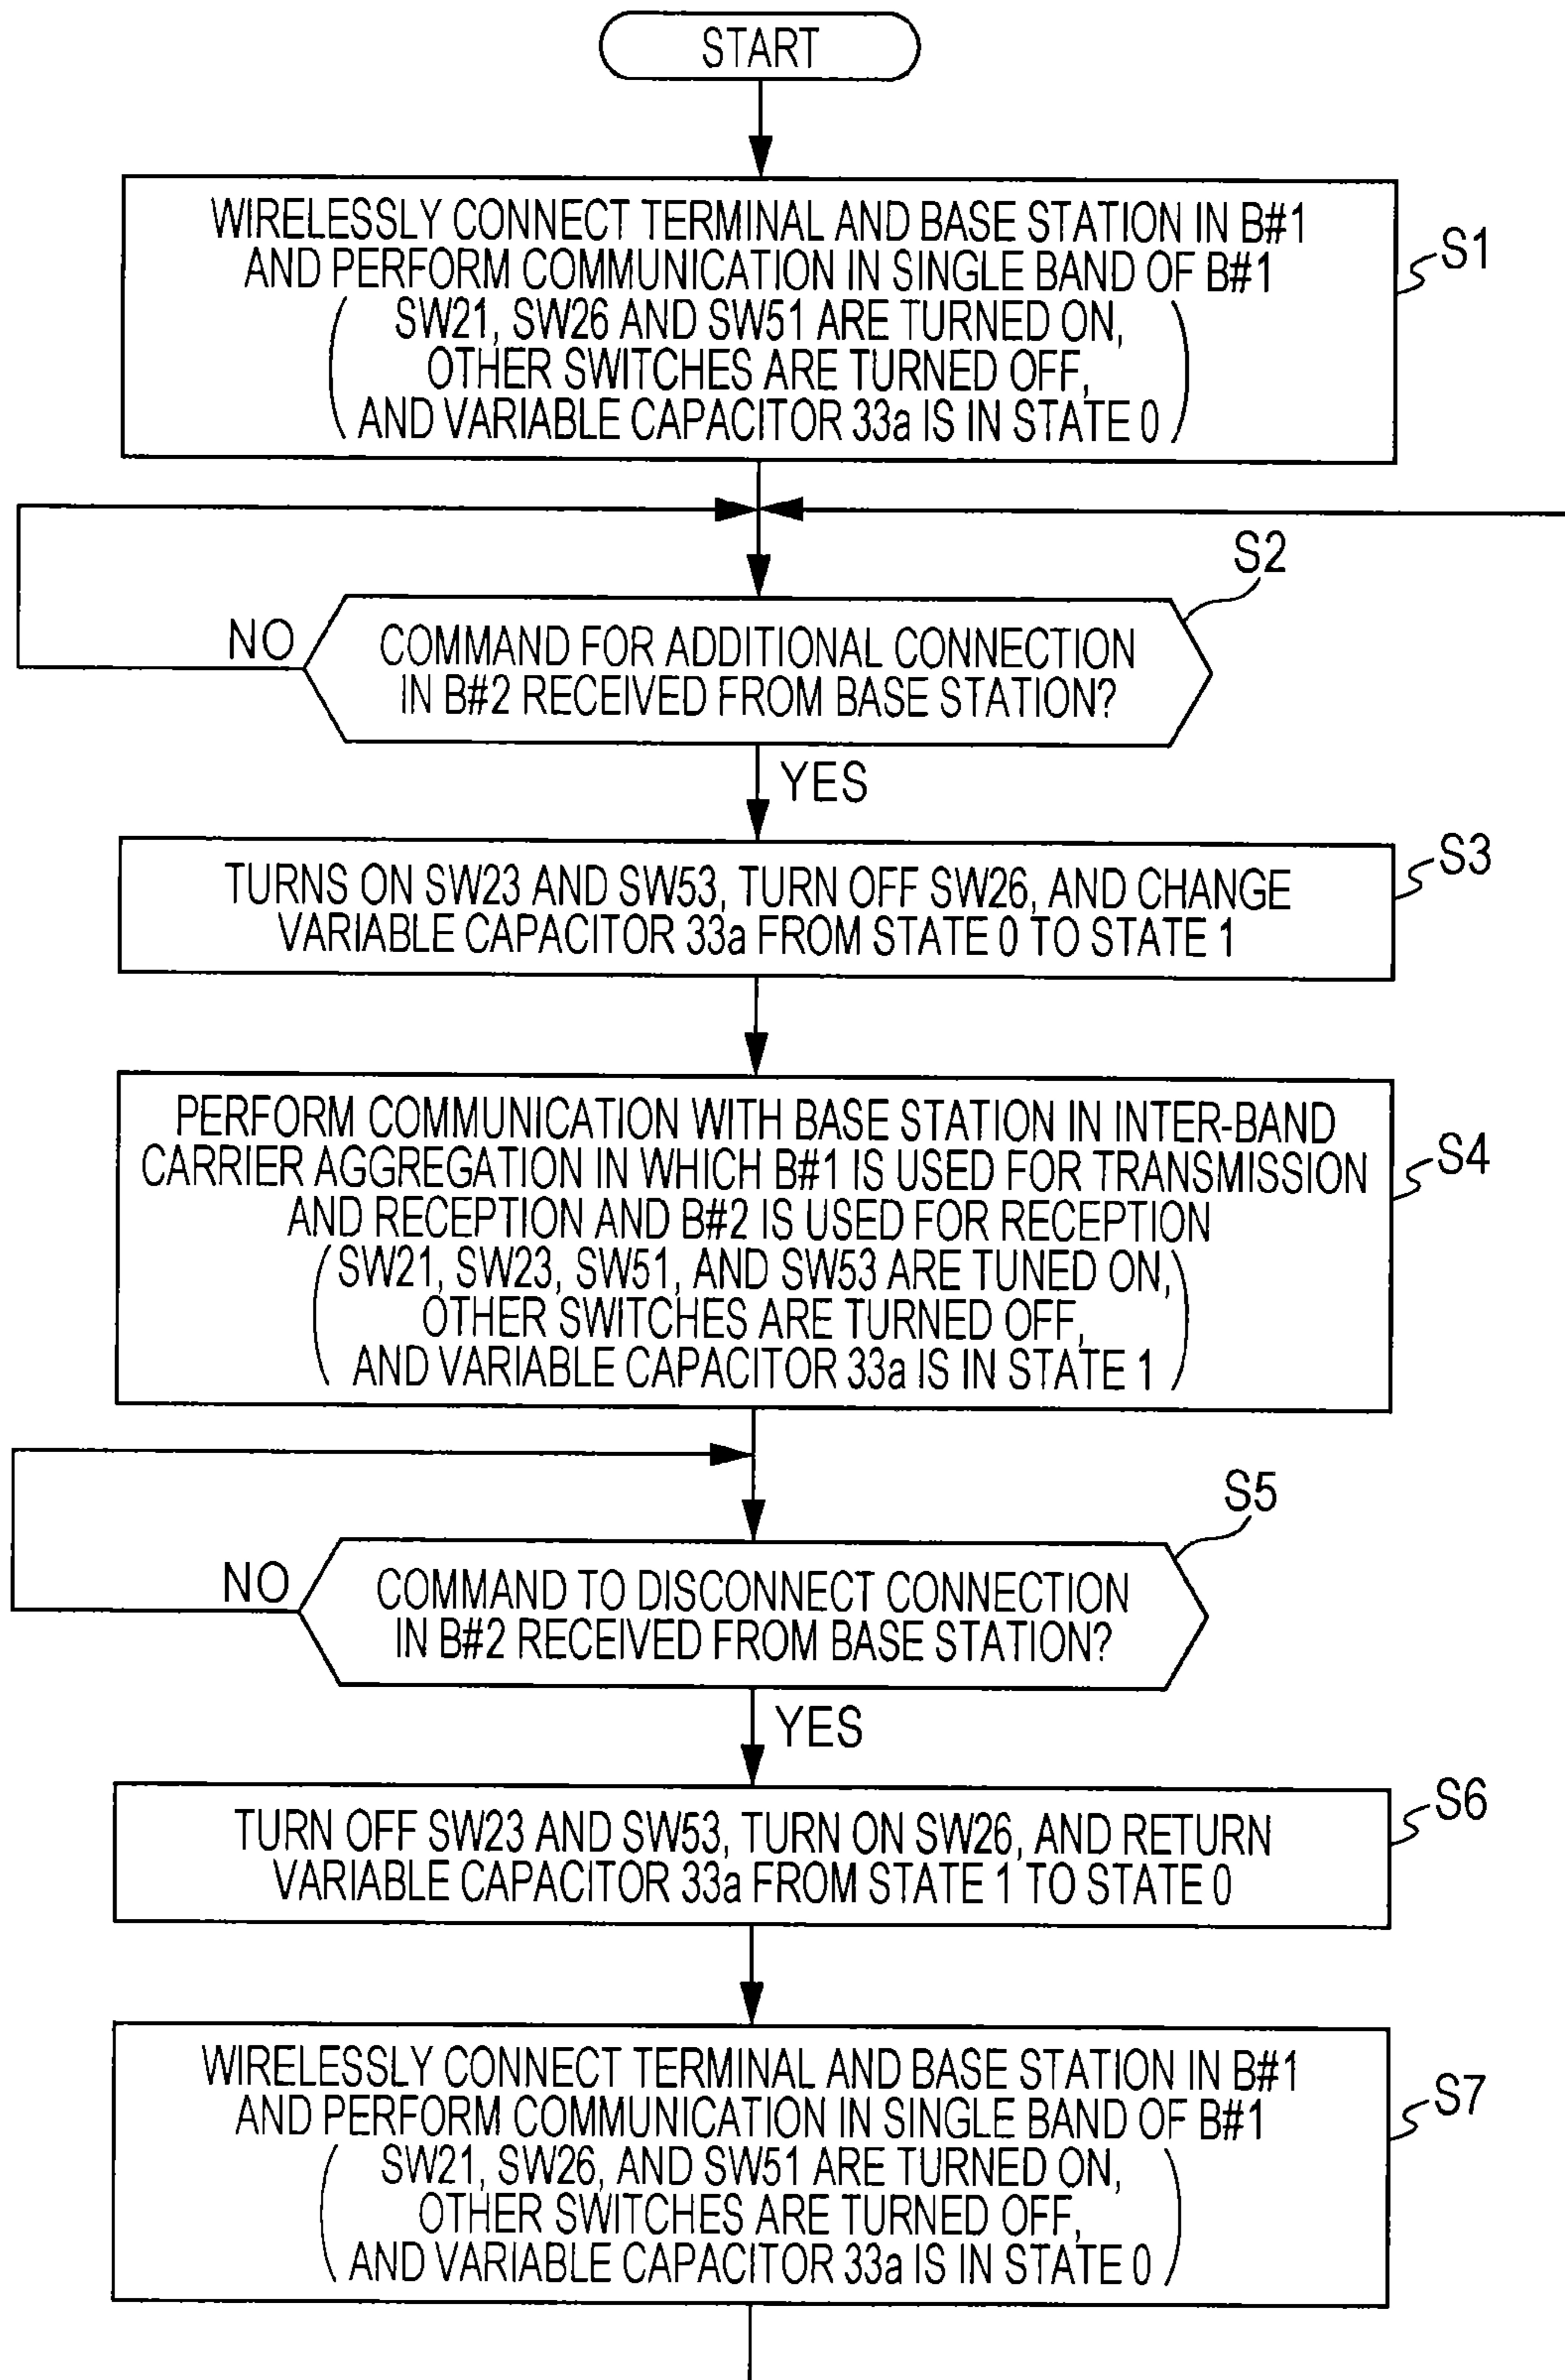 START
WIRELESSLY CONNECT TERMINAL AND BASE STATION IN B#1
AND PERFORM COMMUNICATION IN SINGLE BAND OF B#1
SW21, SW26 AND SW51 ARE TURNED ON,
OTHER SWITCHES ARE TURNED OFF,
AND VARIABLE CAPACITOR 33a IS IN STATE 0
S1
S2
NO
COMMAND FOR ADDITIONAL CONNECTION
IN B#2 RECEIVED FROM BASE STATION?
YES
TURNS ON SW23 AND SW53, TURN OFF SW26, AND CHANGE
VARIABLE CAPACITOR 33a FROM STATE 0 TO STATE 1
S3
PERFORM COMMUNICATION WITH BASE STATION IN INTER-BAND
CARRIER AGGREGATION IN WHICH B#1 IS USED FOR TRANSMISSION
AND RECEPTION AND B#2 IS USED FOR RECEPTION
(SW21, SW23, SW51, AND SW53 ARE TUNED ON,
OTHER SWITCHES ARE TURNED OFF,
AND VARIABLE CAPACITOR 33a IS IN STATE 1)
S4
S5
NO
COMMAND TO DISCONNECT CONNECTION
IN B#2 RECEIVED FROM BASE STATION?
YES
TURN OFF SW23 AND SW53, TURN ON SW26, AND RETURN
VARIABLE CAPACITOR 33a FROM STATE 1 TO STATE 0
S6
WIRELESSLY CONNECT TERMINAL AND BASE STATION IN B#1
AND PERFORM COMMUNICATION IN SINGLE BAND OF B#1
(SW21, SW26, AND SW51 ARE TURNED ON,
OTHER SWITCHES ARE TURNED OFF,
AND VARIABLE CAPACITOR 33a IS IN STATE 0)
S7